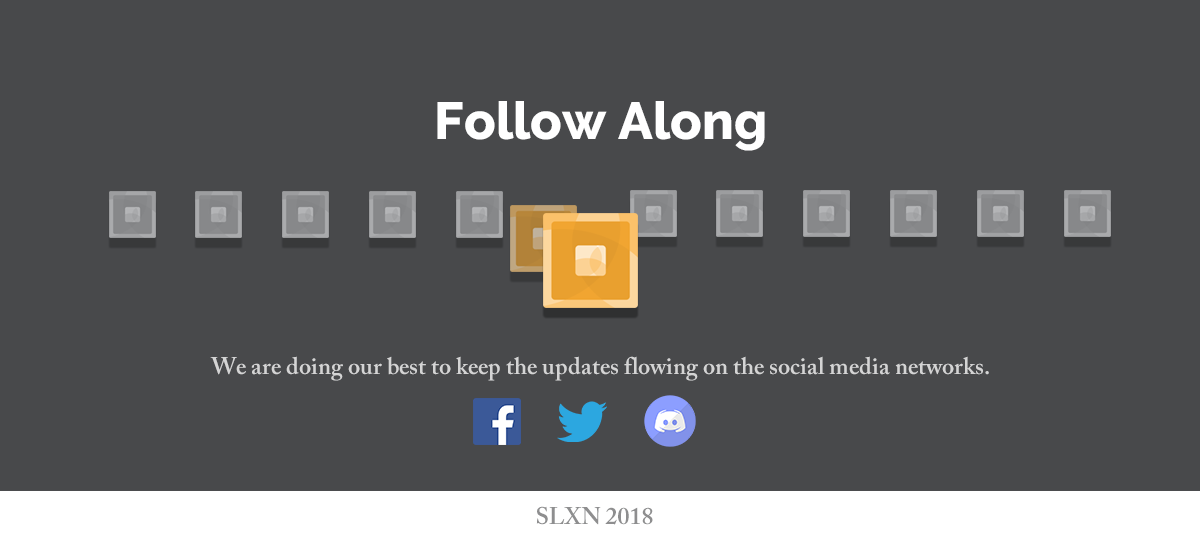 Follow Along
We are doing our best to keep the updates flowing on the social media networks.
SLXN 2018